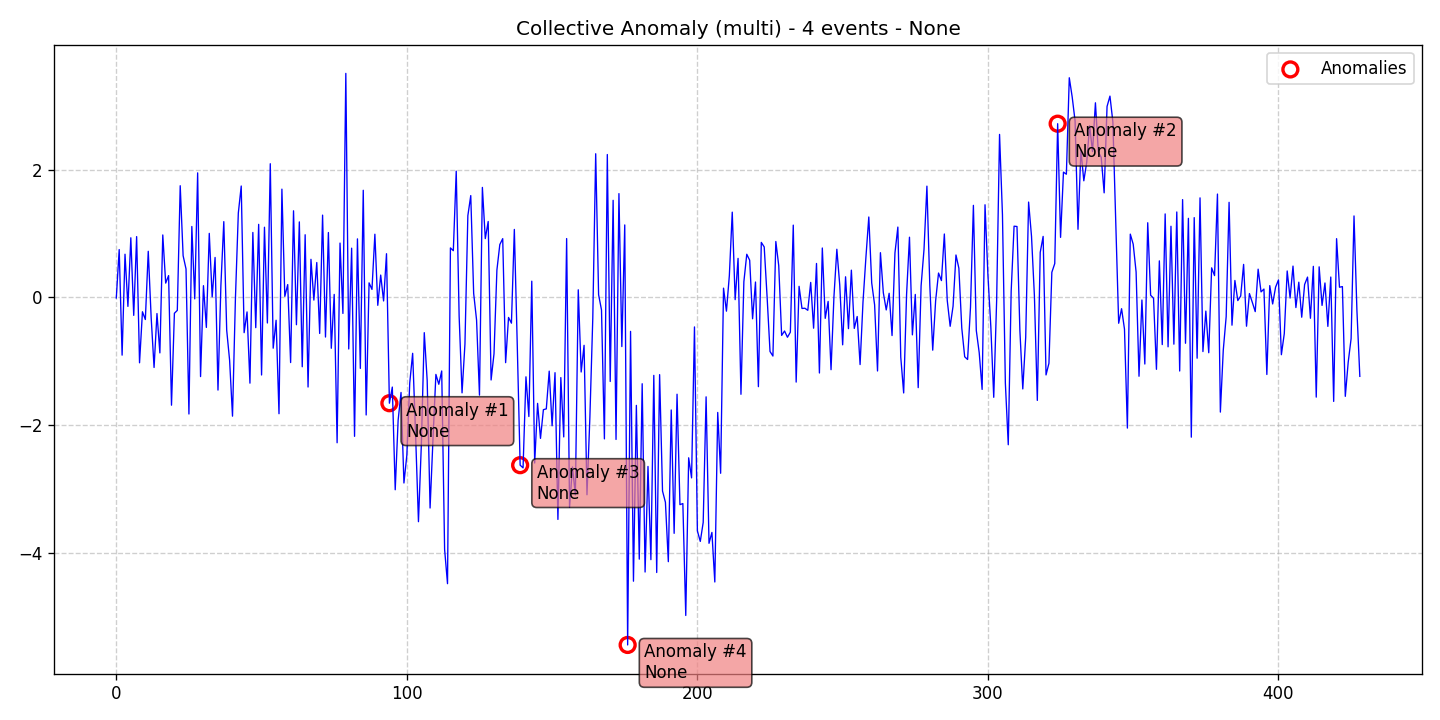 Collective Anomaly (multi) - 4 events - None
Anomalies
Anomaly #2
None
Anomaly #1
None
Anomaly #3
None
Anomaly #4
None
2
0
−2
−4
0
100
200
300
400